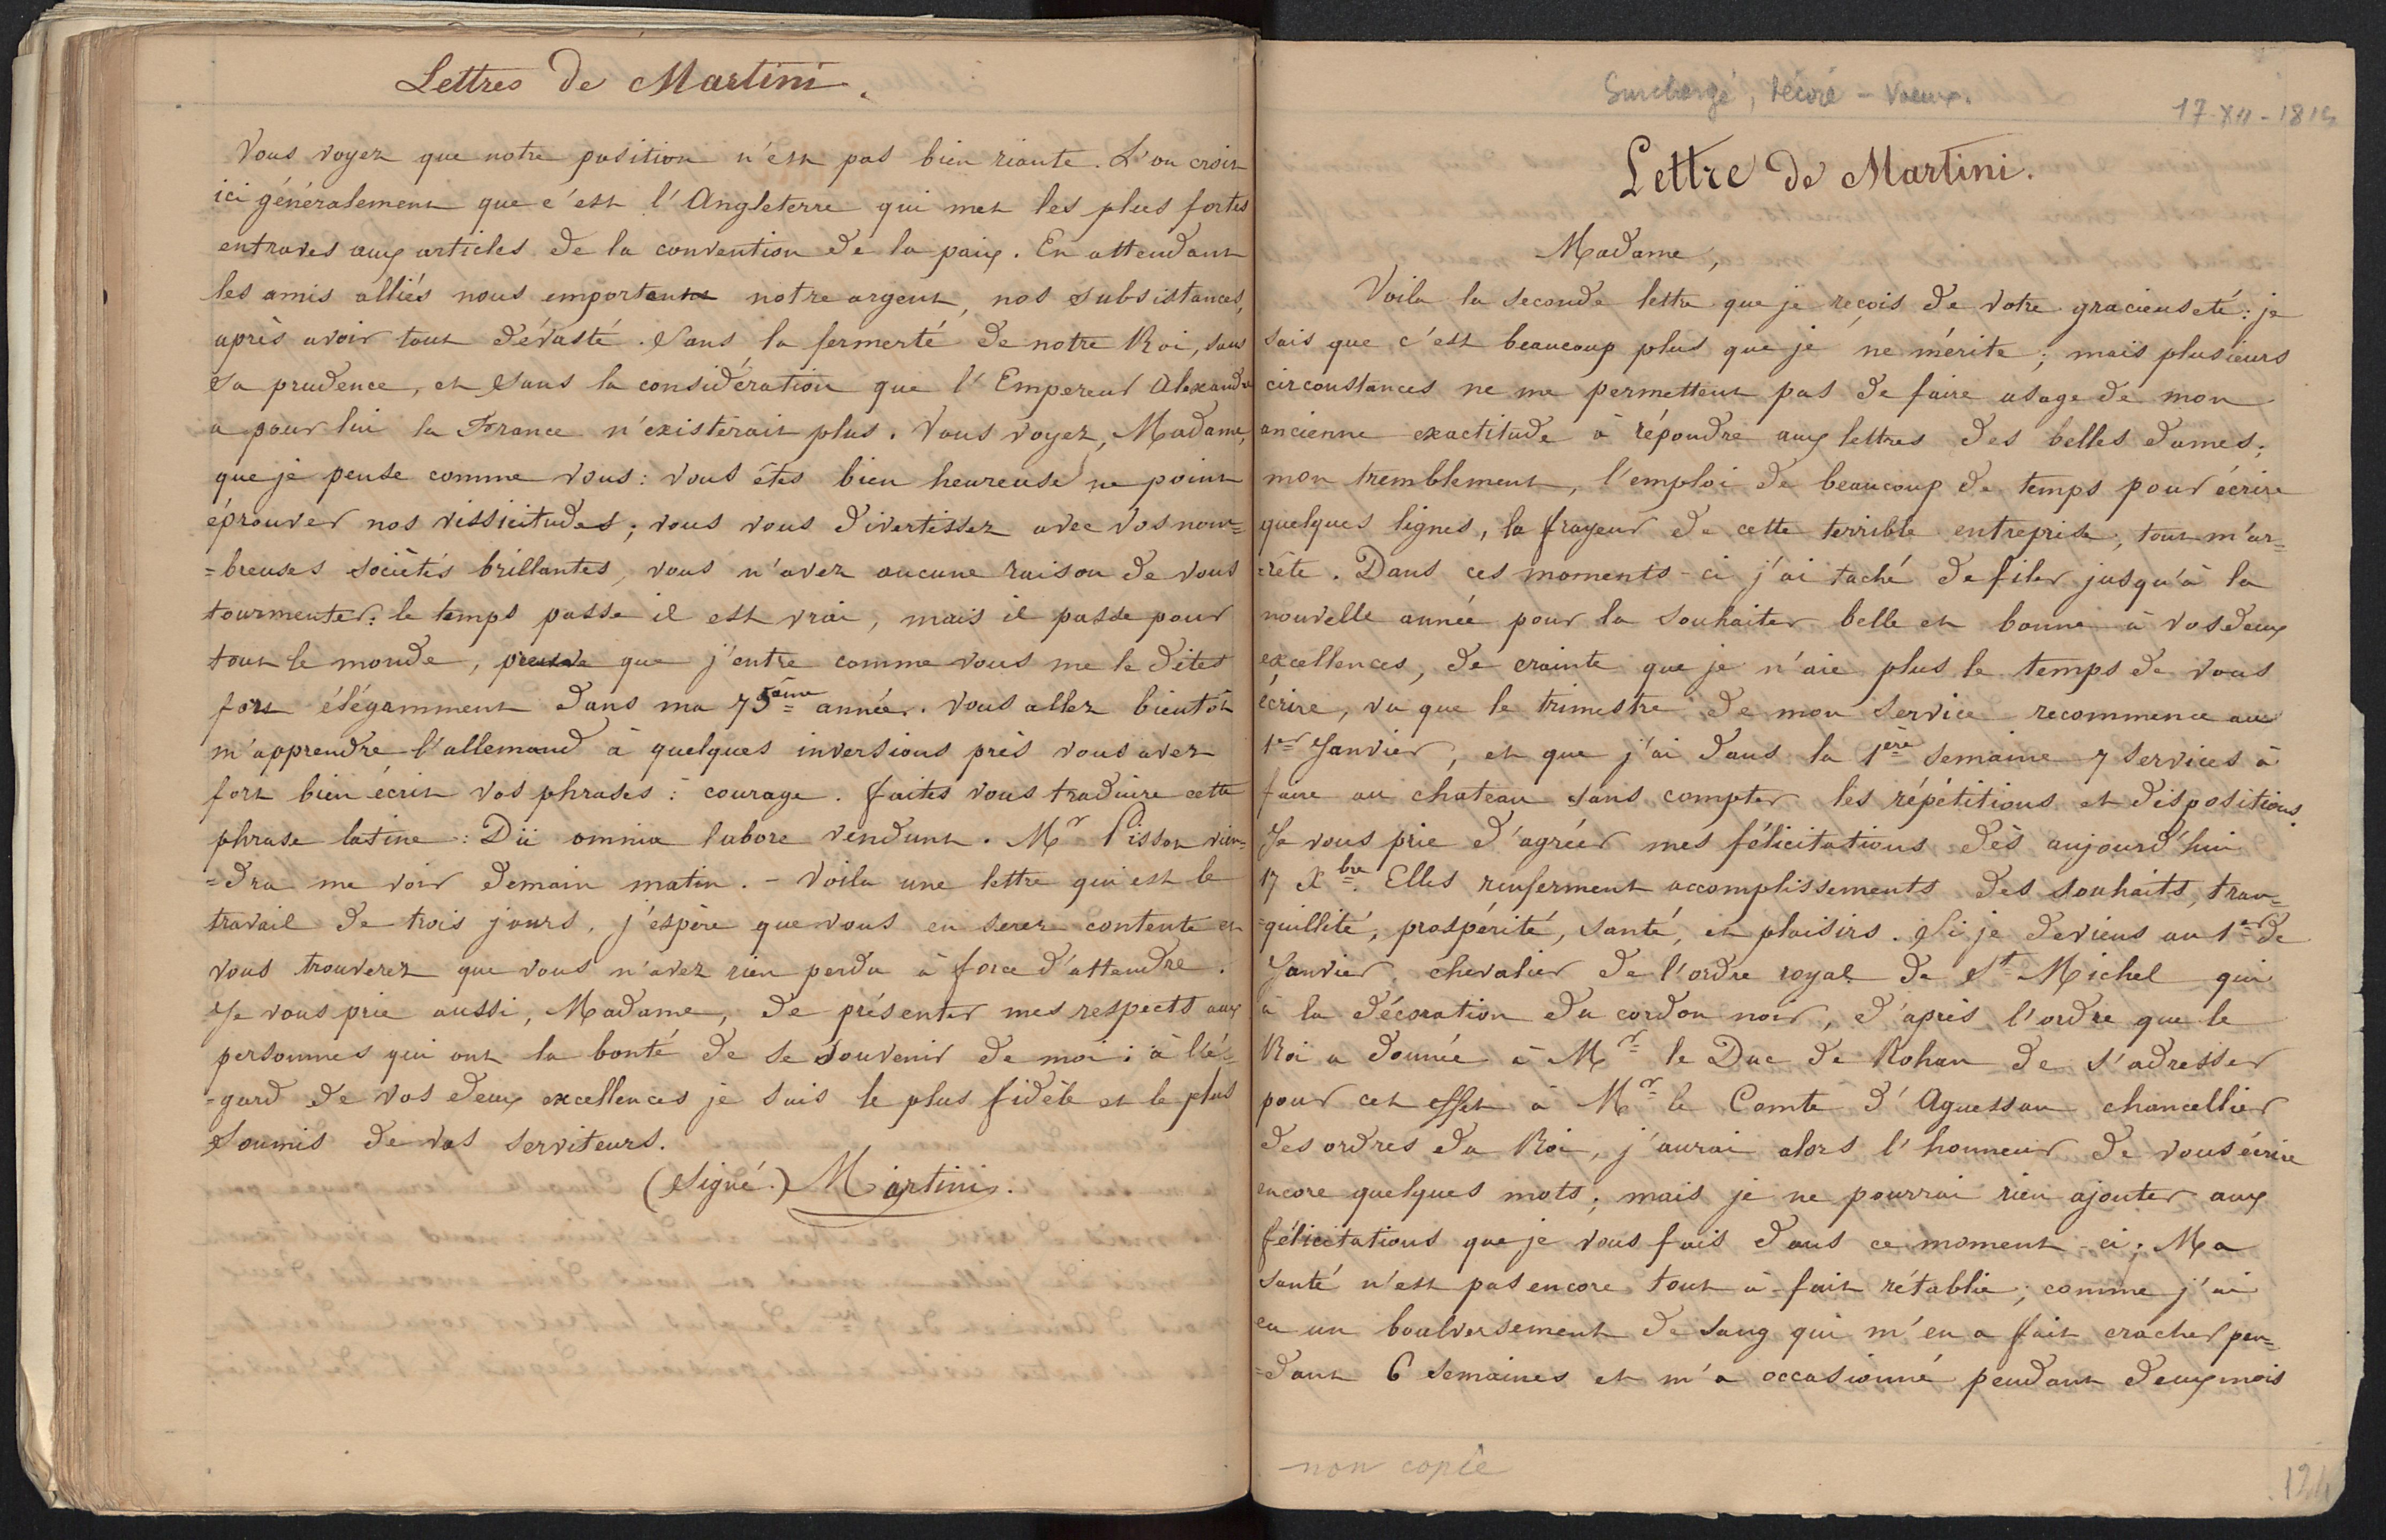 Lettres de Martini.
Vous voyez que notre position n'est pas bien riante. L'on croit
ici généralement que c'est l'Angleterre qui met les plus fortes
entraves aux articles de la convention de la paix. En attendant
les amis alliés nous emportent notre argent, nos subsistances,
après avoir tout dévasté. Sans la fermerté de notre Roi, sans
sa prudence, et sans la considération que l'Empereur Alexandre
a pour lui la France n'existerait plus. Vous voyez, Madame,
que je pense comme vous: vous êtes bien heureuse ne point
éprouver nos vissicitudes; vous vous divertissez avec vos nom=
=breuses sociétés brillantes, vous n'avez aucune raison de vous
tourmenter: le temps passe il est vrai, mais il passe pour
tout le monde, preuve que j'entre comme vous me le dites
fort élégamment dans ma 75ème année. Vous allez bientôt
m'apprendre l'allemand à quelques inversions près vous avez
fort bien écrit vos phrases: courage. faites vous traduire cette
phrase latine: Dii omnia labore vendunt. Mr Pisson vien=
=dra me voir demain matin. - Voila une lettre qui est le
travail de trois jours, j'espère que vous en serez contente et
vous trouverez que vous n'avez rien perdu à force d'attendre.
Je vous prie aussi, Madame, de présenter mes respects aux
personnes qui ont la bonté de se souvenir de moi: à l'é=
=gard de vos deux excellences je suis le plus fidèle et le plus
soumis de vos serviteurs.
(Signé.) Martini.
Surchargé, décoré - Voeux.
17-XII-1815
Lettre de Martini.
Madame,
Voila la seconde lettre que je reçois de votre gracieuseté: je
sais que c'est beaucoup plus que je ne mérite; mais plusieurs
circonstances ne me permettent pas de faire usage de mon
ancienne exactitude à répondre aux lettres des belles dames;
mon tremblement, l'emploi de beaucoup de temps pour écrire
quelques lignes, la frayeur de cette terrible entreprise, tout m'ar=
=rête. Dans ces moments-ci j'ai taché de filer jusqu'à la
nouvelle année pour la souhaiter belle et bonne à vos deux
excellences, de crainte que je n'aie plus le temps de vous
écrire, vu que le trimestre de mon service recommence au
1er Janvier, et que j'ai dans la 1ère semaine 7 services à
faire au chateau sans compter les répétitions et dispositions.
Je vous prie d'agréer mes félicitations dès aujourd'hui
17 Xbre. Elles renferment accomplissements des souhaits, tran=
=quillité, prospérité, santé, et plaisirs. Si je deviens au 1er de
Janvier chevalier de l'ordre royal de St Michel qui
à la décoration du cordon noir, d'après l'ordre que le
Roi a donnée à Mr le Duc de Rohan de s'adresser
pour cet effet à Mr le Comte d'Aguessau chancellier
des ordres du Roi, j'aurai alors l'honneur de vous écrire
encore quelques mots; mais je ne pourrai rien ajouter aux
félicitations que je vous fais dans ce moment-ci; Ma
santé n'est pas encore tout à-fait rétablie; comme j'ai
eu un boulversement de sang qui m'en a fait cracher pen=
=dant 6 semaines et m'a occasionné pendant deux mois
non copie
124